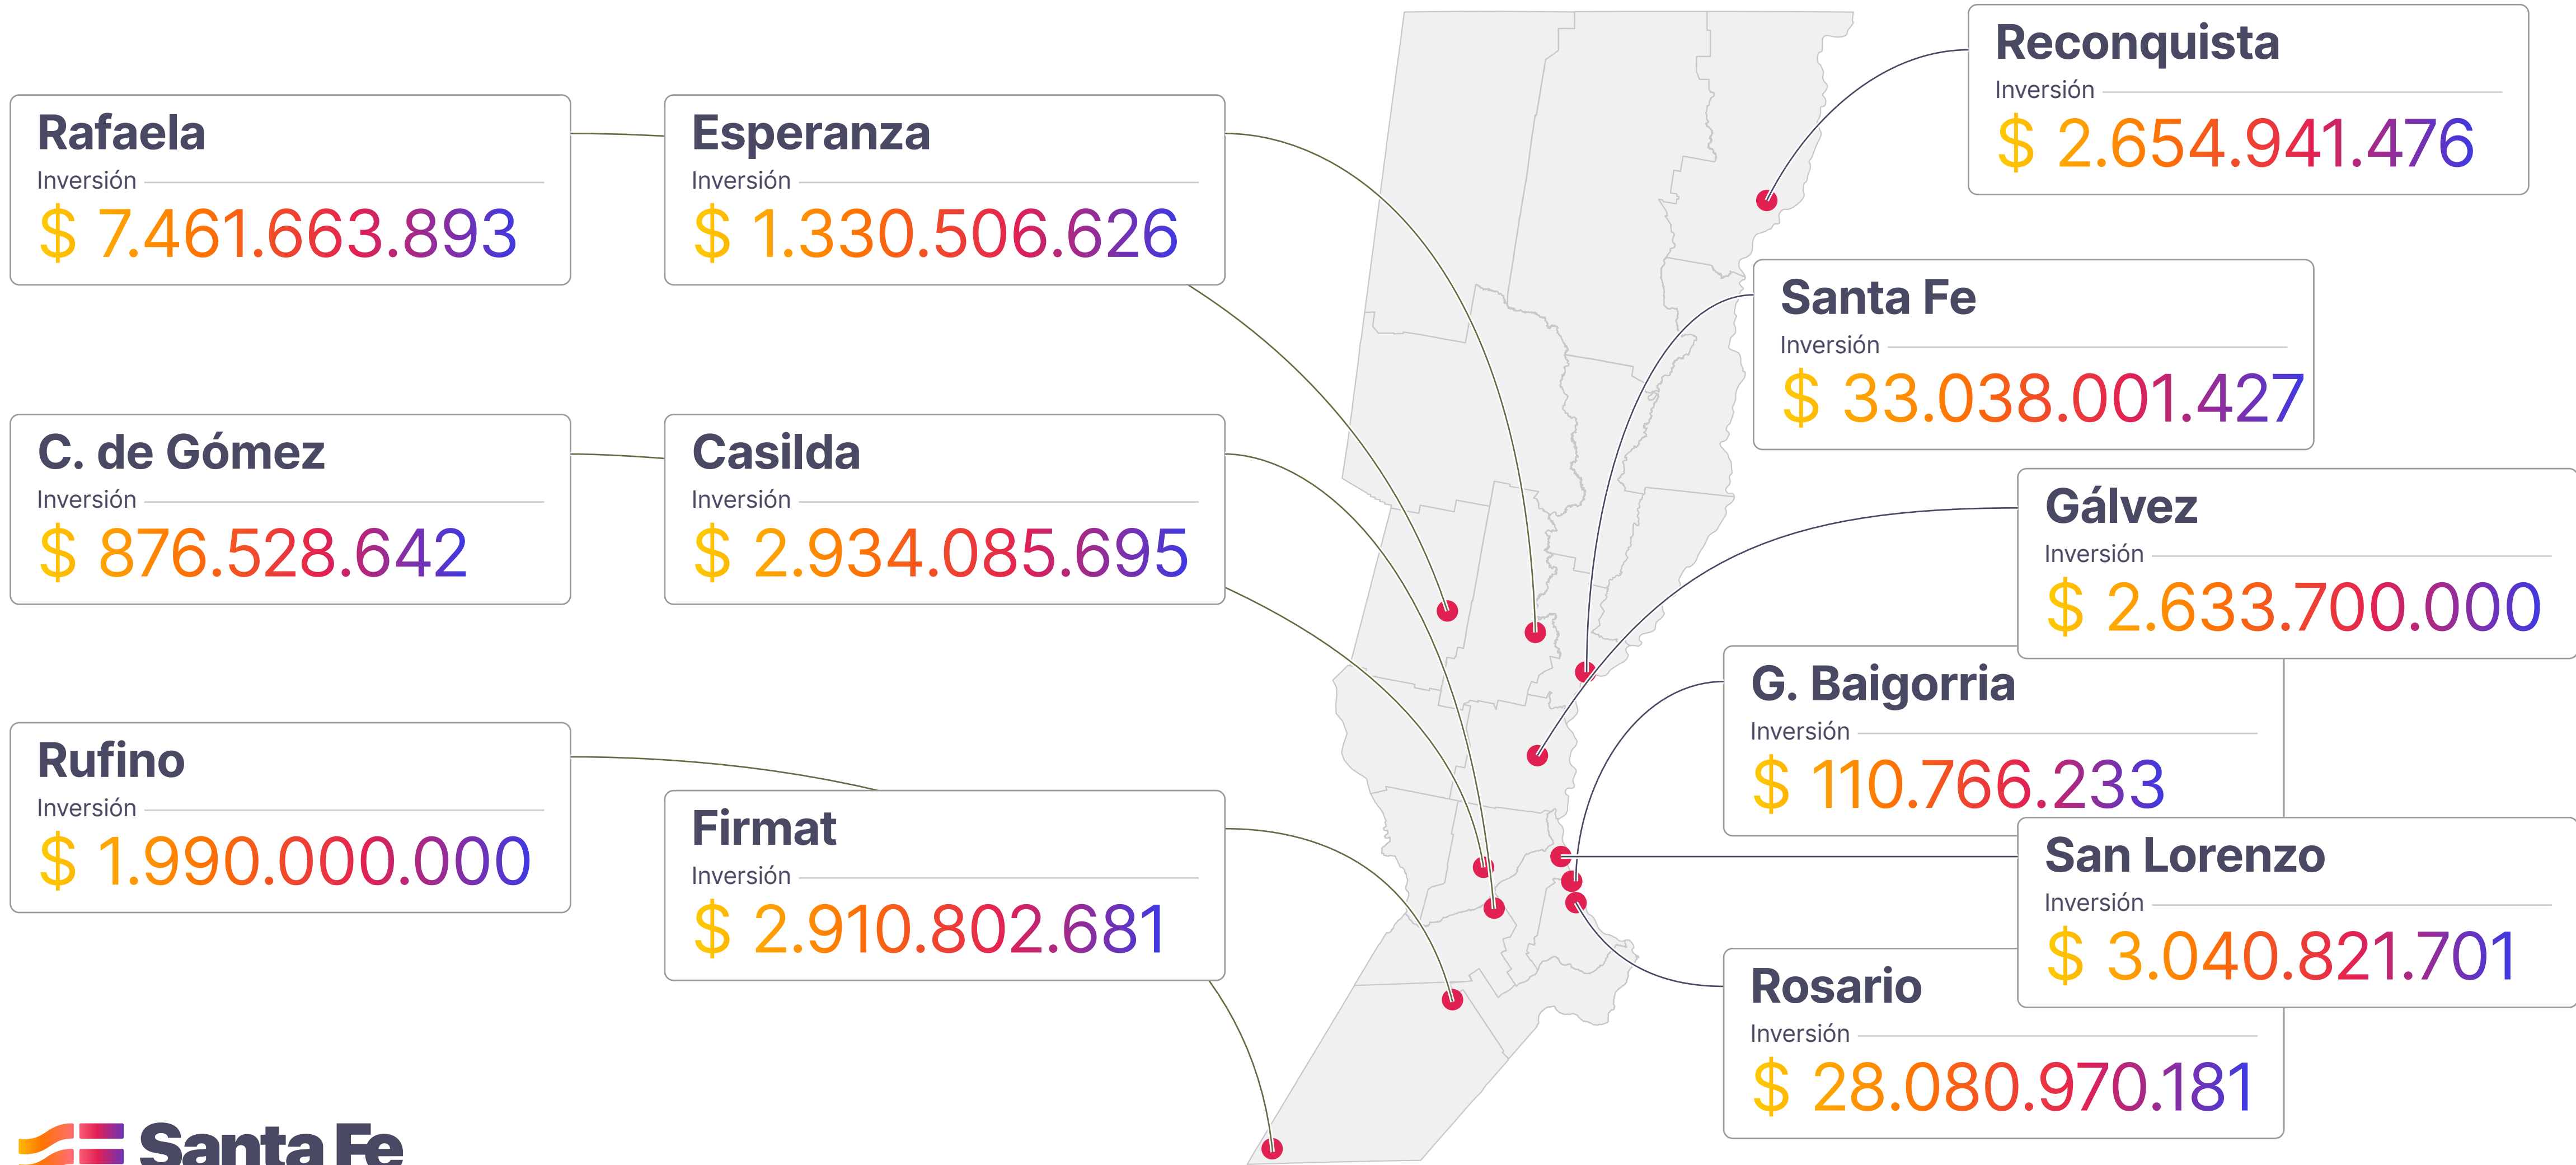 Rafaela
Inversión
$ 7.461.663.893
Esperanza
Inversión
$ 1.330.506.626
Reconquista
Inversión
$ 2.654.941.476
Santa Fe
Inversión
$ 33.038.001.427
C. de Gómez
Inversión
$ 876.528.642
Casilda
Inversión
$ 2.934.085.695
Gálvez
Inversión
$ 2.633.700.000
G. Baigorria
Inversión
$ 110.766.233
Rufino
Inversión
$ 1.990.000.000
Firmat
Inversión
$ 2.910.802.681
San Lorenzo
Inversión
$ 3.040.821.701
Rosario
Inversión
$ 28.080.970.181
Santa Fe